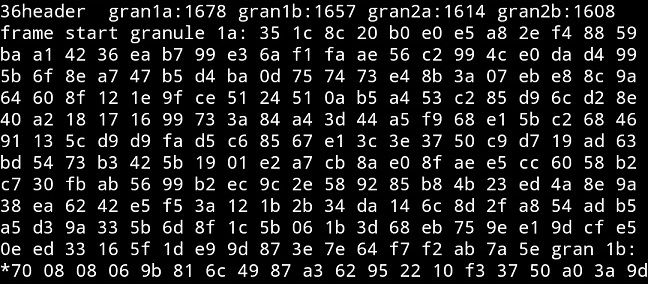 36header  gran1a:1678 gran1b:1657 gran2a:1614 gran2b:1608
frame start granule 1a: 35 1c 8c 20 b0 e0 e5 a8 2e f4 88 59
ba a1 42 36 ea b7 99 e3 6a f1 fa ae 56 c2 99 4c e0 da d4 99
5b 6f 8e a7 47 b5 d4 ba 0d 75 74 73 e4 8b 3a 07 eb e8 8c 9a
64 60 8f 12 1e 9f ce 51 24 51 0a b5 a4 53 c2 85 d9 6c d2 8e
40 a2 18 17 16 99 73 3a 84 a4 3d 44 a5 f9 68 e1 5b c2 68 46
91 13 5c d9 d9 fa d5 c6 85 67 e1 3c 3e 37 50 c9 d7 19 ad 63
bd 54 73 b3 42 5b 19 01 e2 a7 cb 8a e0 8f ae e5 cc 60 58 b2
c7 30 fb ab 56 99 b2 ec 9c 2e 58 92 85 b8 4b 23 ed 4a 8e 9a
38 ea 62 42 e5 f5 3a 12 1b 2b 34 da 14 6c 8d 2f a8 54 ad b5
a5 d3 9a 33 5b 6d 8f 1c 5b 06 1b 3d 68 eb 75 9e e1 9d cf e5
0e ed 33 16 5f 1d e9 9d 87 3e 7e 64 f7 f2 ab 7a 5e gran 1b:
*70 08 08 06 9b 81 6c 49 87 a3 62 95 22 10 f3 37 50 a0 3a 9d